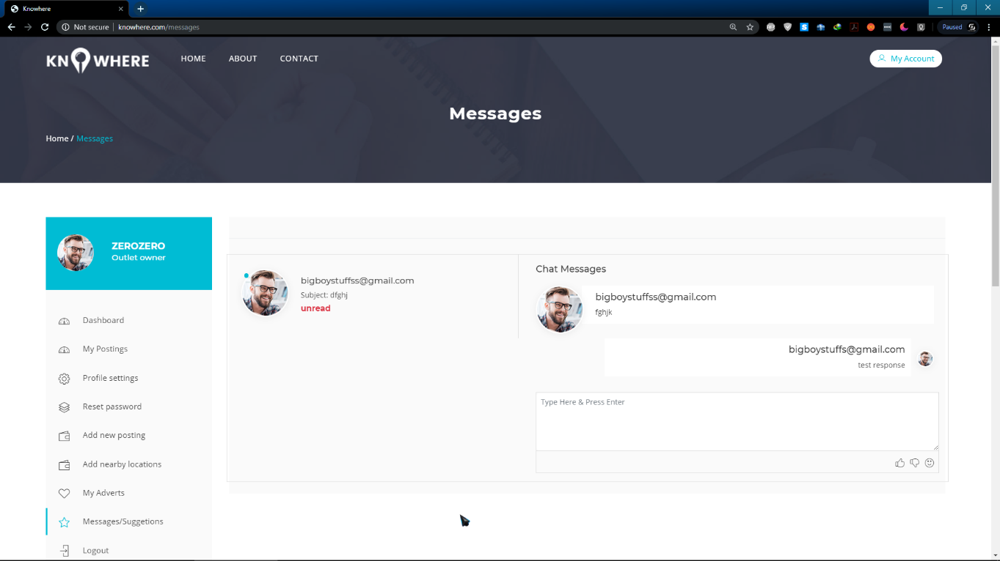 Knowhere
Not secure | knowhere.com/messages
Paused
KNOWHERE
HOME
ABOUT
CONTACT
My Account
Messages
Home / Messages
ZEROZERO
Outlet owner
Dashboard
My Postings
Profile settings
Reset password
Add new posting
Add nearby locations
My Adverts
Messages/Suggetions
Logout
bigboystuffss@gmail.com
Subject: dfghj
unread
Chat Messages
bigboystuffss@gmail.com
fghjk
bigboystuffs@gmail.com
test response
Type Here & Press Enter